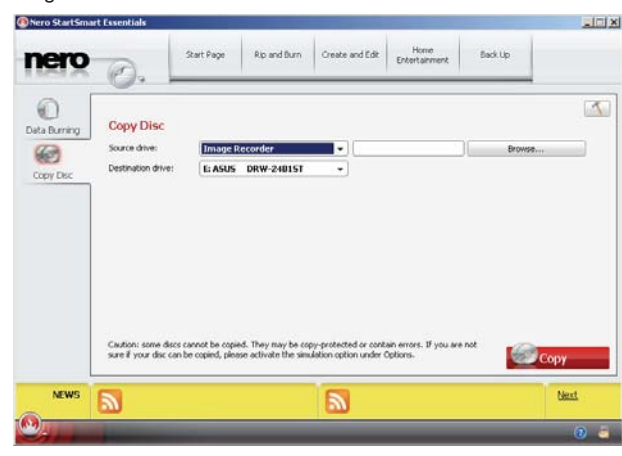 Nero StartSmart Essentials
nero
Start Page
Rip and Burn
Create and Edit
Home
Entertainment
Back Up
Data Burning
Copy Disc
Copy Disc
Source drive:
Image Recorder
Browse...
Destination drive:
E: ASUS DRW-24B1ST
Caution: some discs cannot be copied. They may be copy-protected or contain errors. If you are not
sure if your disc can be copied, please activate the simulation option under Options.
Copy
NEWS
Next